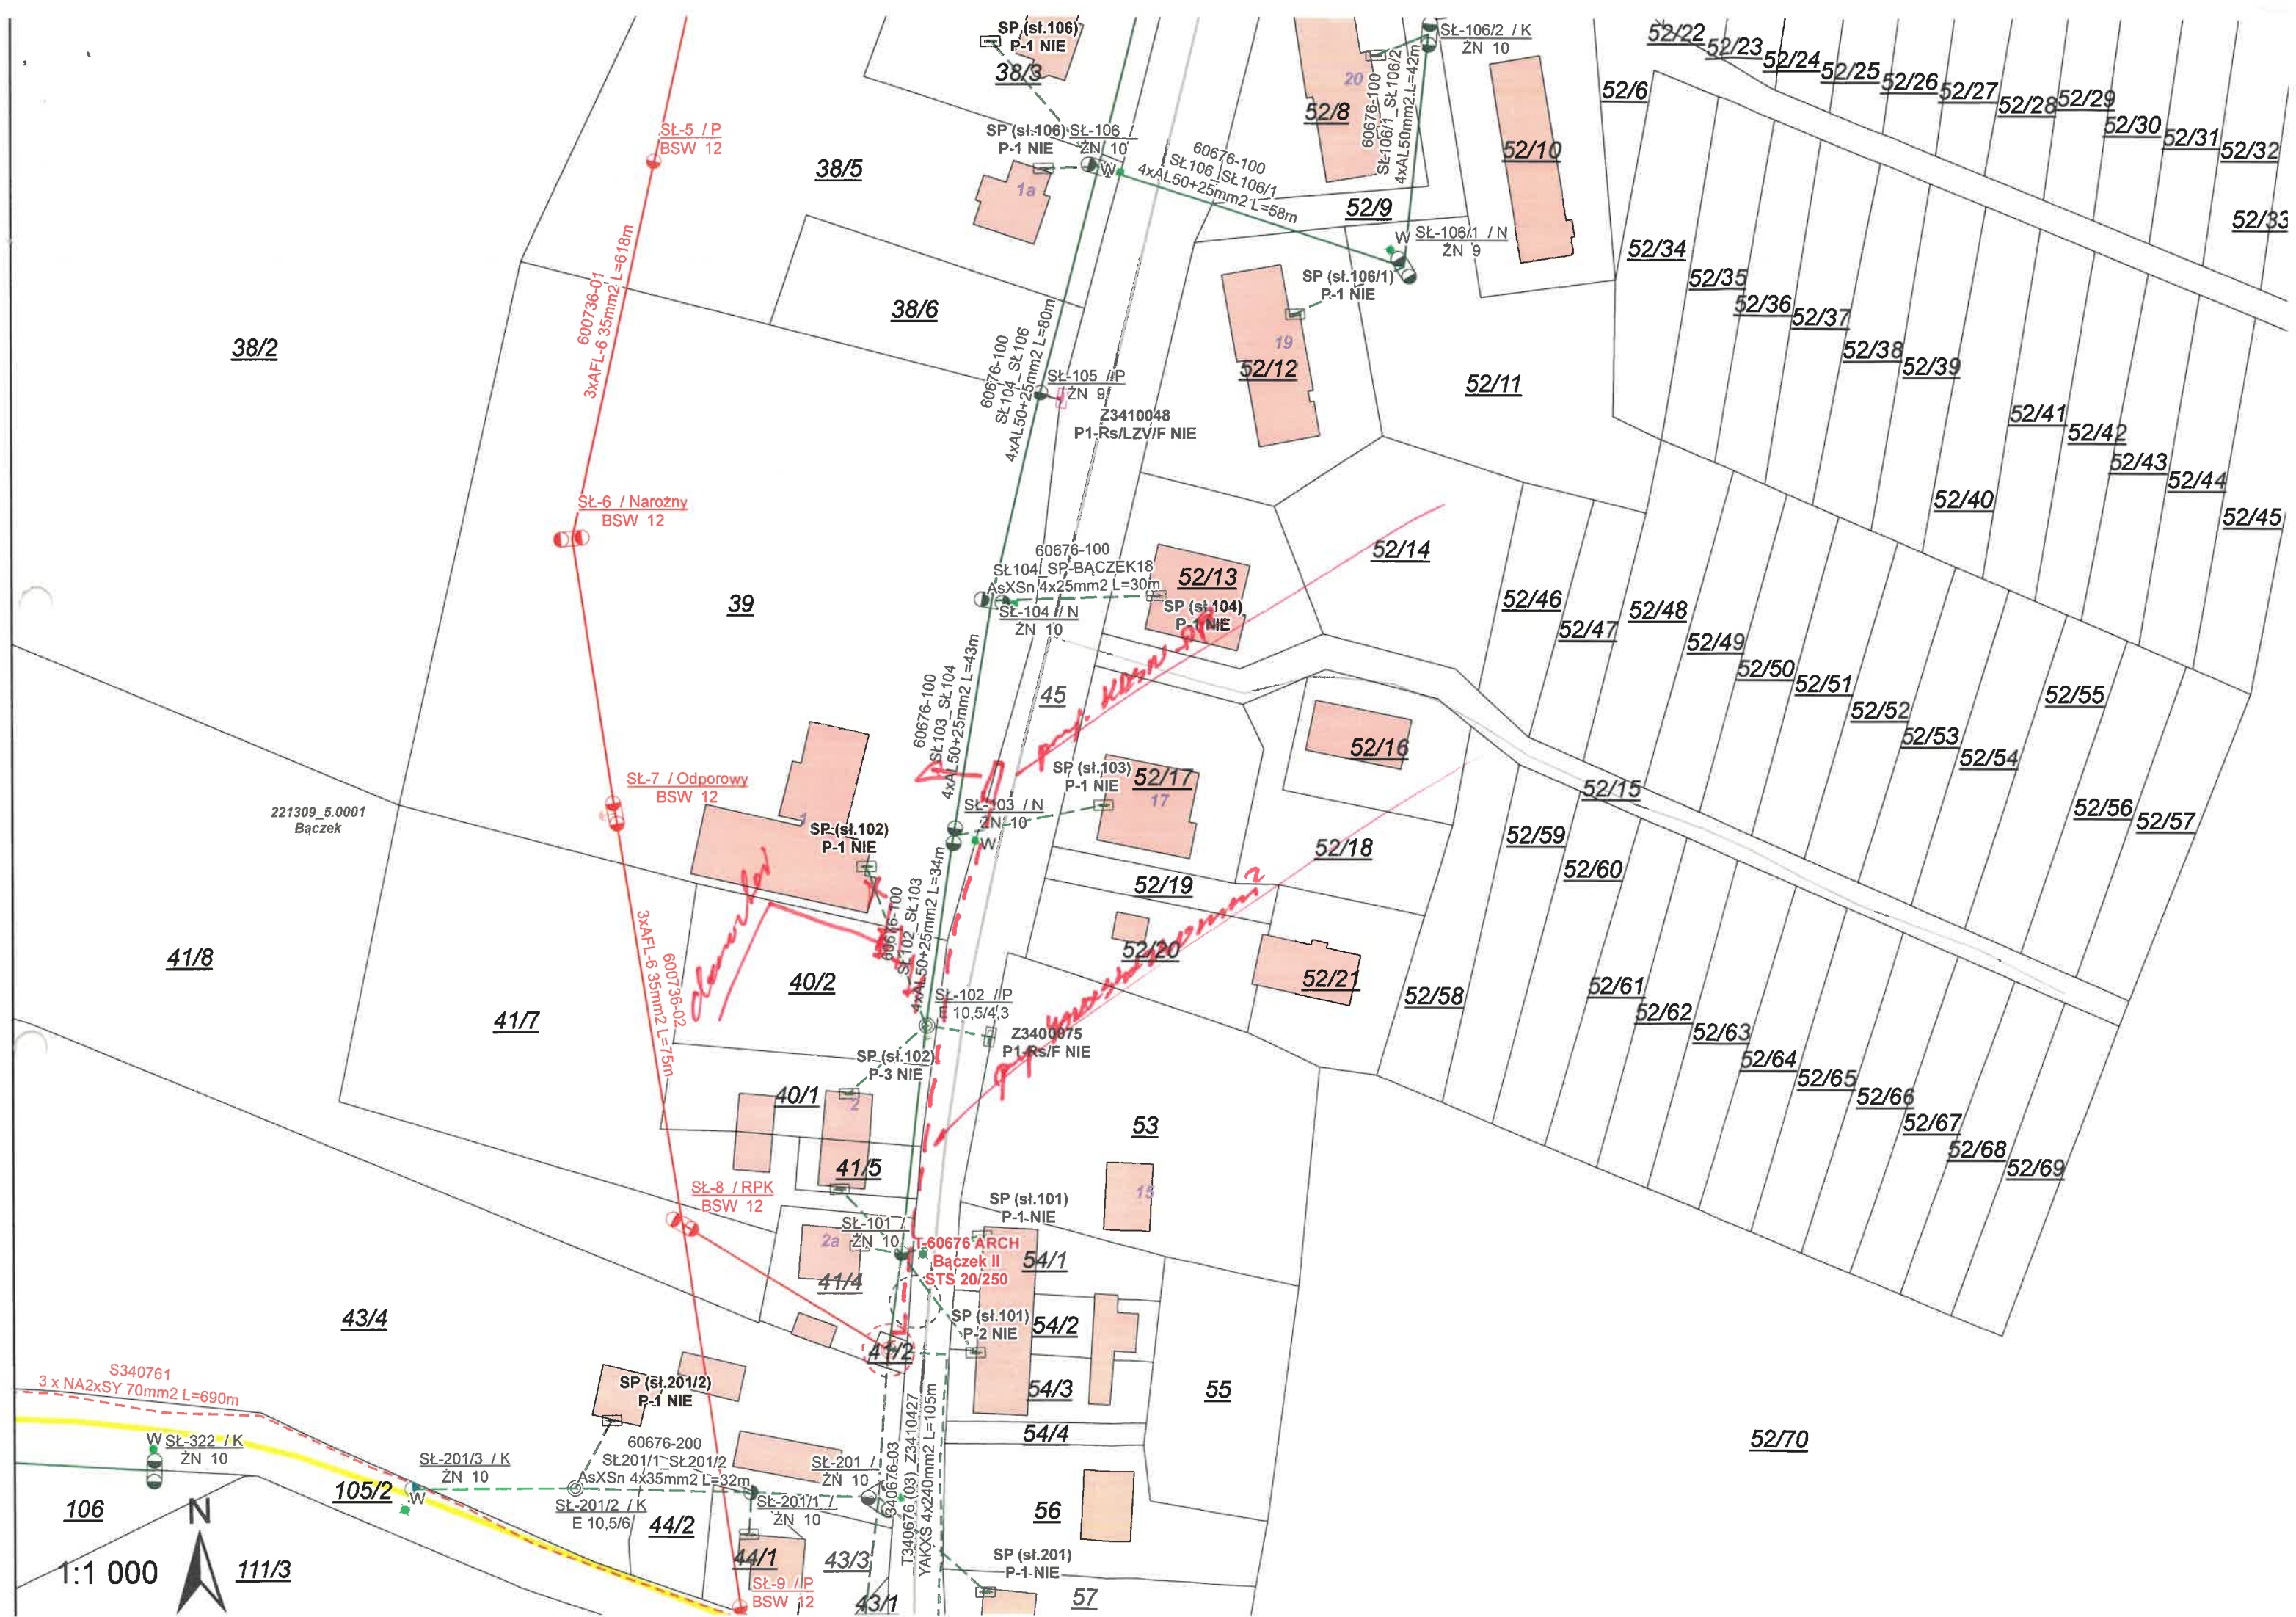 SP (sł.106)
P-1 NIE
38/3
SŁ-106/2 / K
ŻN 10
20
52/8
60676-100
SŁ106/1_SŁ106/2
4xAL50mm2 L=42m
52/10
52/6
52/22
52/23
52/24
52/25
52/26
52/27
52/28
52/29
52/30
52/31
52/32
52/33
SŁ-5 / P
BSW 12
SP (sł.106)
P-1 NIE
SŁ-106 /
ŻN 10
W
1a
38/5
60676-100
SŁ106_SŁ106/1
4xAL50+25mm2 L=58m
52/9
W
SŁ-106/1 / N
ŻN 9
SP (sł.106/1)
P-1 NIE
52/34
52/35
52/36
52/37
52/38
52/39
52/40
52/41
52/42
52/43
52/44
52/45
600736-01
3xAFL-6 35mm2 L=618m
38/2
38/6
60676-100
SŁ104_SŁ106
4xAL50+25mm2 L=80m
SŁ-105 / P
ŻN 9
Z3410048
P1-Rs/LZV/F NIE
19
52/12
52/11
SŁ-6 / Narożny
BSW 12
39
60676-100
SŁ104_SP-BĄCZEK18
AsXSn 4x25mm2 L=30m
SŁ-104 / N
ŻN 10
52/13
SP (sł.104)
P-1 NIE
52/14
52/46
52/47
52/48
52/49
52/50
52/51
52/52
52/53
52/54
52/55
52/56
52/57
60676-100
SŁ103_SŁ104
4xAL50+25mm2 L=43m
45
52/16
52/15
SŁ-7 / Odporowy
BSW 12
221309_5.0001
Bączek
1
SP (sł.102)
P-1 NIE
SP (sł.103)
P-1 NIE
52/17
17
SŁ-103 / N
ŻN 10
W
52/18
52/19
52/20
52/21
52/58
52/59
52/60
52/61
52/62
52/63
52/64
52/65
52/66
52/67
52/68
52/69
60676-100
SŁ102_SŁ103
4xAL50+25mm2 L=34m
41/8
41/7
40/2
600736-02
3xAFL-6 35mm2 L=75m
SŁ-102 / P
E 10,5/4,3
Z3400075
P1-Rs/F NIE
SP (sł.102)
P-3 NIE
40/1
2
41/5
53
15
SŁ-8 / RPK
BSW 12
SŁ-101 /
ŻN 10
2a
41/4
SP (sł.101)
P-1 NIE
T-60676 ARCH
Bączek II
STS 20/250
54/1
SP (sł.101)
P-2 NIE
54/2
41/2
54/3
54/4
55
43/4
S340761
3 x NA2xSY 70mm2 L=690m
SP (sł.201/2)
P-1 NIE
W
SŁ-322 / K
ŻN 10
SŁ-201/3 / K
ŻN 10
W
105/2
60676-200
SŁ201/1_SŁ201/2
AsXSn 4x35mm2 L=32m
SŁ-201 /
ŻN 10
SŁ-201/2 / K
E 10,5/6
SŁ-201/1 /
ŻN 10
340676-03
T340676 (03)_Z3410427
YAKXS 4x240mm2 L=105m
106
44/2
44/1
43/3
43/1
56
SP (sł.201)
P-1 NIE
57
52/70
N
1:1 000
111/3
SŁ-9 / P
BSW 12